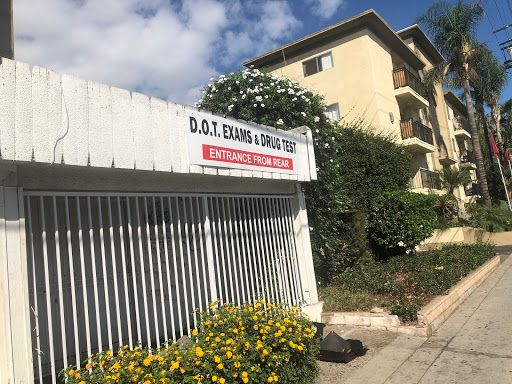 D.O.T. EXAMS & DRUG TEST
ENTRANCE FROM REAR